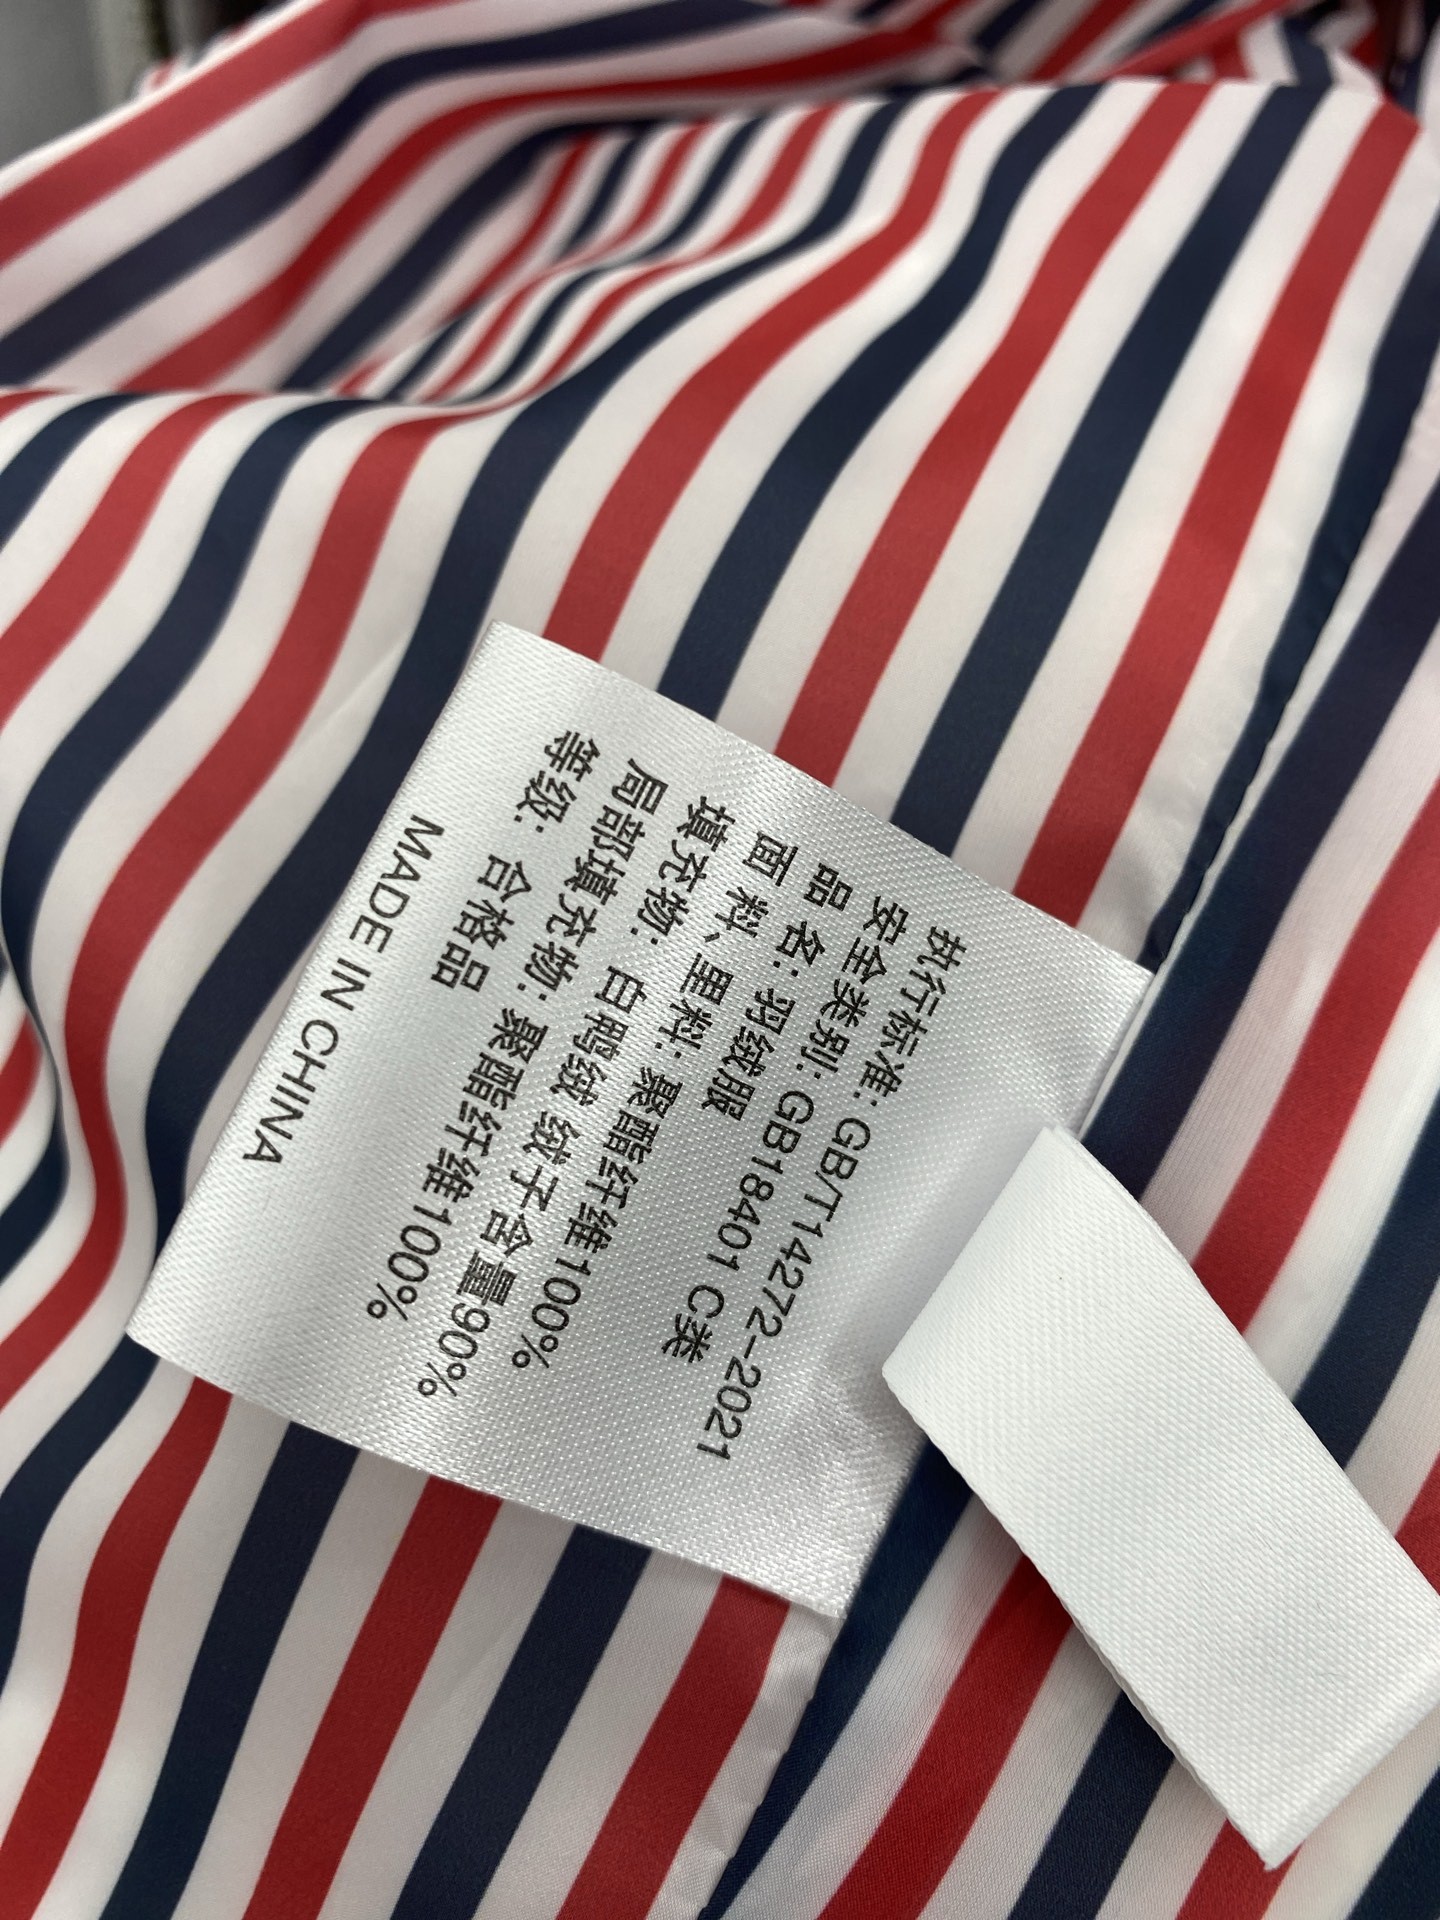 执行标准: GB/T14272-2021
安全类别: GB18401 C类
品 名: 羽绒服
面 料、里料: 聚酯纤维100%
填充物: 白鸭绒 绒子含量90%
局部填充物: 聚酯纤维100%
等级: 合格品
MADE IN CHINA